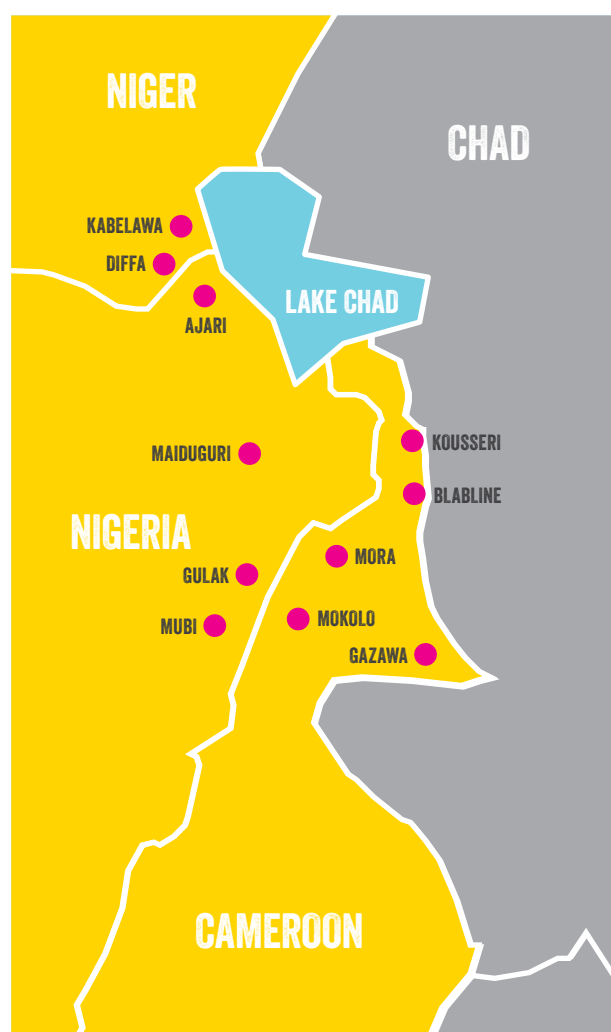 NIGER
CHAD
KABELAWA
DIFFA
LAKE CHAD
AJARI
KOUSSERI
MAIDUGURI
BLABLINE
NIGERIA
MORA
GULAK
MOKOLO
MUBI
GAZAWA
CAMEROON